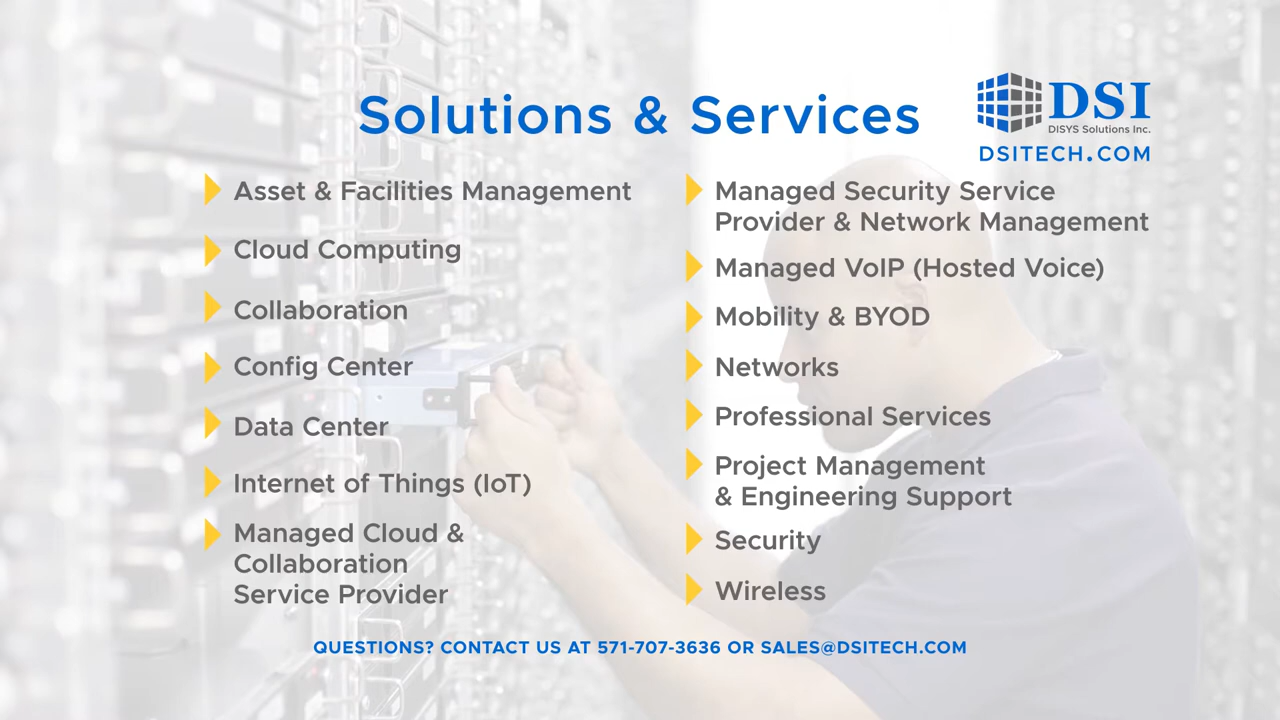 Solutions & Services
DSI
DISYS Solutions Inc.
DSITECH.COM
Asset & Facilities Management
Cloud Computing
Collaboration
Config Center
Data Center
Internet of Things (IoT)
Managed Cloud &
Collaboration
Service Provider
Managed Security Service
Provider & Network Management
Managed VoIP (Hosted Voice)
Mobility & BYOD
Networks
Professional Services
Project Management
& Engineering Support
Security
Wireless
QUESTIONS? CONTACT US AT 571-707-3636 OR SALES@DSITECH.COM